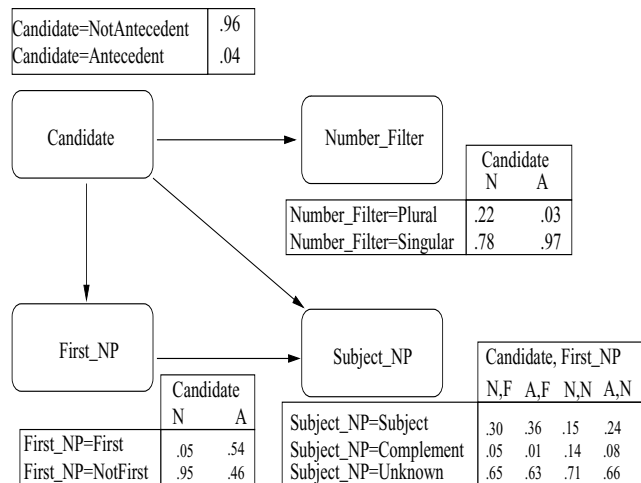 Candidate=NotAntecedent .96
Candidate=Antecedent .04
Candidate
Number_Filter
Candidate
N A
Number_Filter=Plural .22 .03
Number_Filter=Singular .78 .97
First_NP
Subject_NP
Candidate
N A
First_NP=First .05 .54
First_NP=NotFirst .95 .46
Candidate, First_NP
N,F A,F N,N A,N
Subject_NP=Subject .30 .36 .15 .24
Subject_NP=Complement .05 .01 .14 .08
Subject_NP=Unknown .65 .63 .71 .66